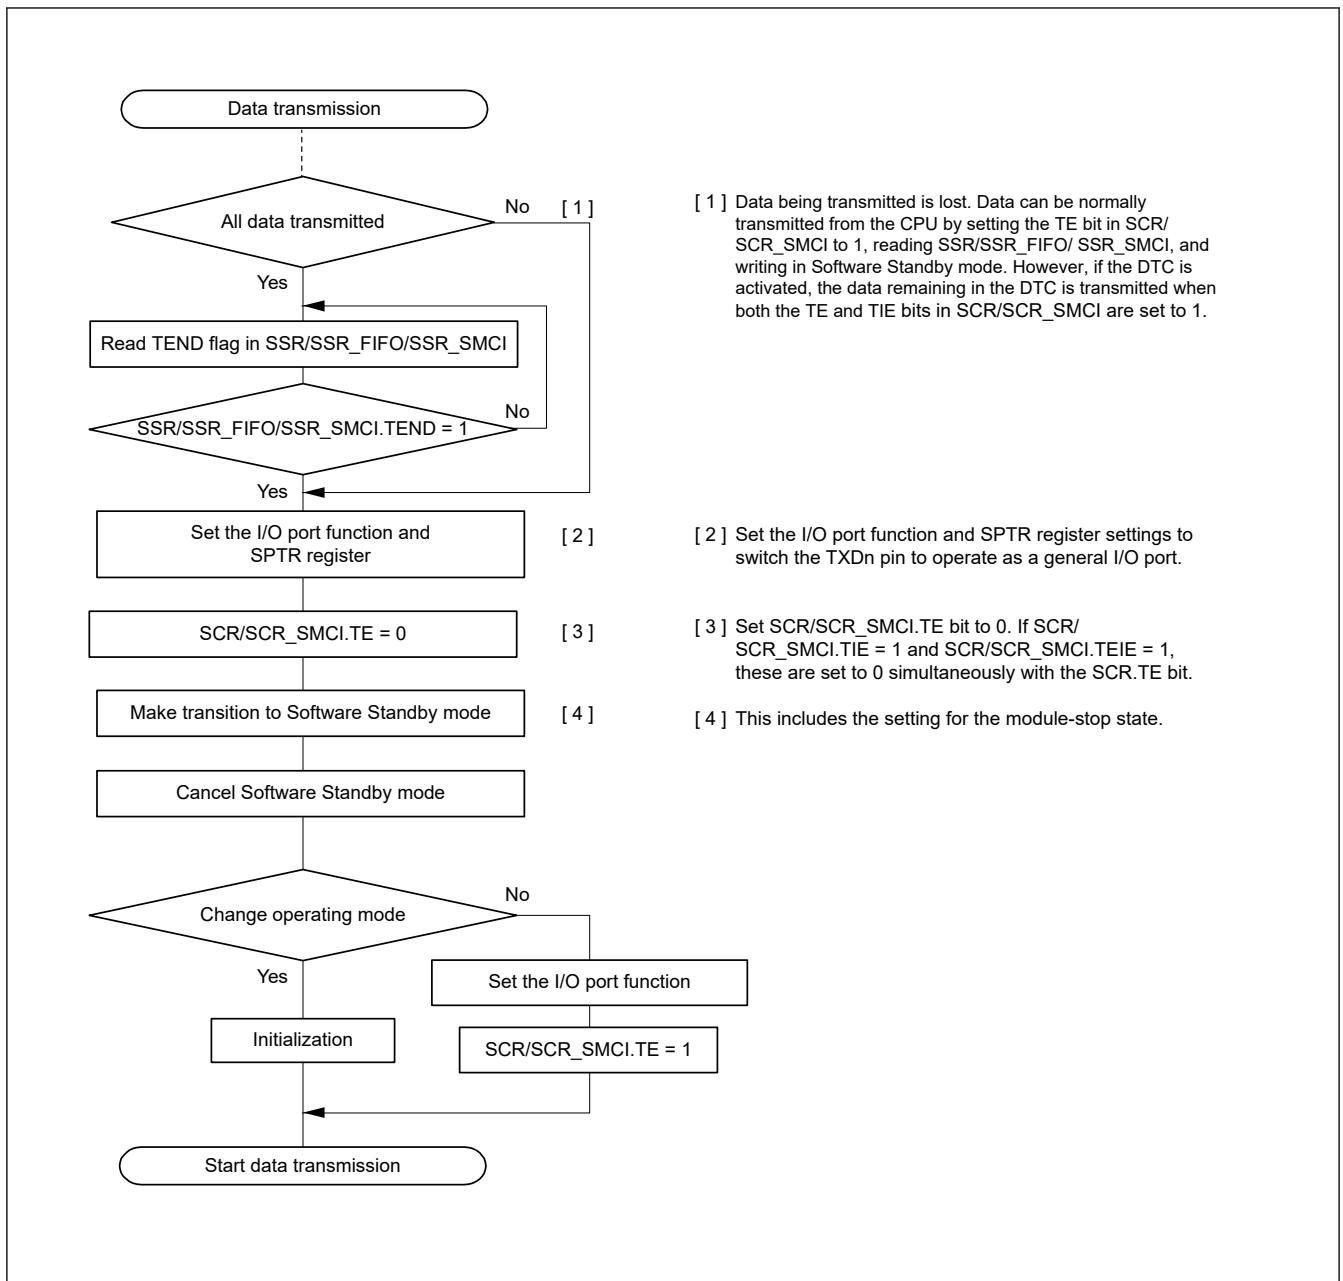 Data transmission
All data transmitted
No
[ 1 ]
Yes
Read TEND flag in SSR/SSR_FIFO/SSR_SMCI
SSR/SSR_FIFO/SSR_SMCI.TEND = 1
No
Yes
Set the I/O port function and
SPTR register
[ 2 ]
SCR/SCR_SMCI.TE = 0
[ 3 ]
Make transition to Software Standby mode
[ 4 ]
Cancel Software Standby mode
Change operating mode
No
Yes
Set the I/O port function
Initialization
SCR/SCR_SMCI.TE = 1
Start data transmission
[ 1 ] Data being transmitted is lost. Data can be normally
transmitted from the CPU by setting the TE bit in SCR/
SCR_SMCI to 1, reading SSR/SSR_FIFO/ SSR_SMCI, and
writing in Software Standby mode. However, if the DTC is
activated, the data remaining in the DTC is transmitted when
both the TE and TIE bits in SCR/SCR_SMCI are set to 1.
[ 2 ] Set the I/O port function and SPTR register settings to
switch the TXDn pin to operate as a general I/O port.
[ 3 ] Set SCR/SCR_SMCI.TE bit to 0. If SCR/
SCR_SMCI.TIE = 1 and SCR/SCR_SMCI.TEIE = 1,
these are set to 0 simultaneously with the SCR.TE bit.
[ 4 ] This includes the setting for the module-stop state.